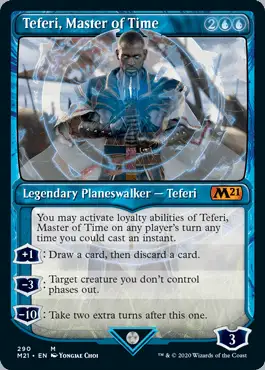 Teferi, Master of Time 2
Legendary Planeswalker — Teferi M21
You may activate loyalty abilities of Teferi,
Master of Time on any player's turn any
time you could cast an instant.
+1: Draw a card, then discard a card.
−3: Target creature you don't control
phases out.
−10: Take two extra turns after this one.
3
290 M
M21 • EN Yongjae Choi
™ & © 2020 Wizards of the Coast